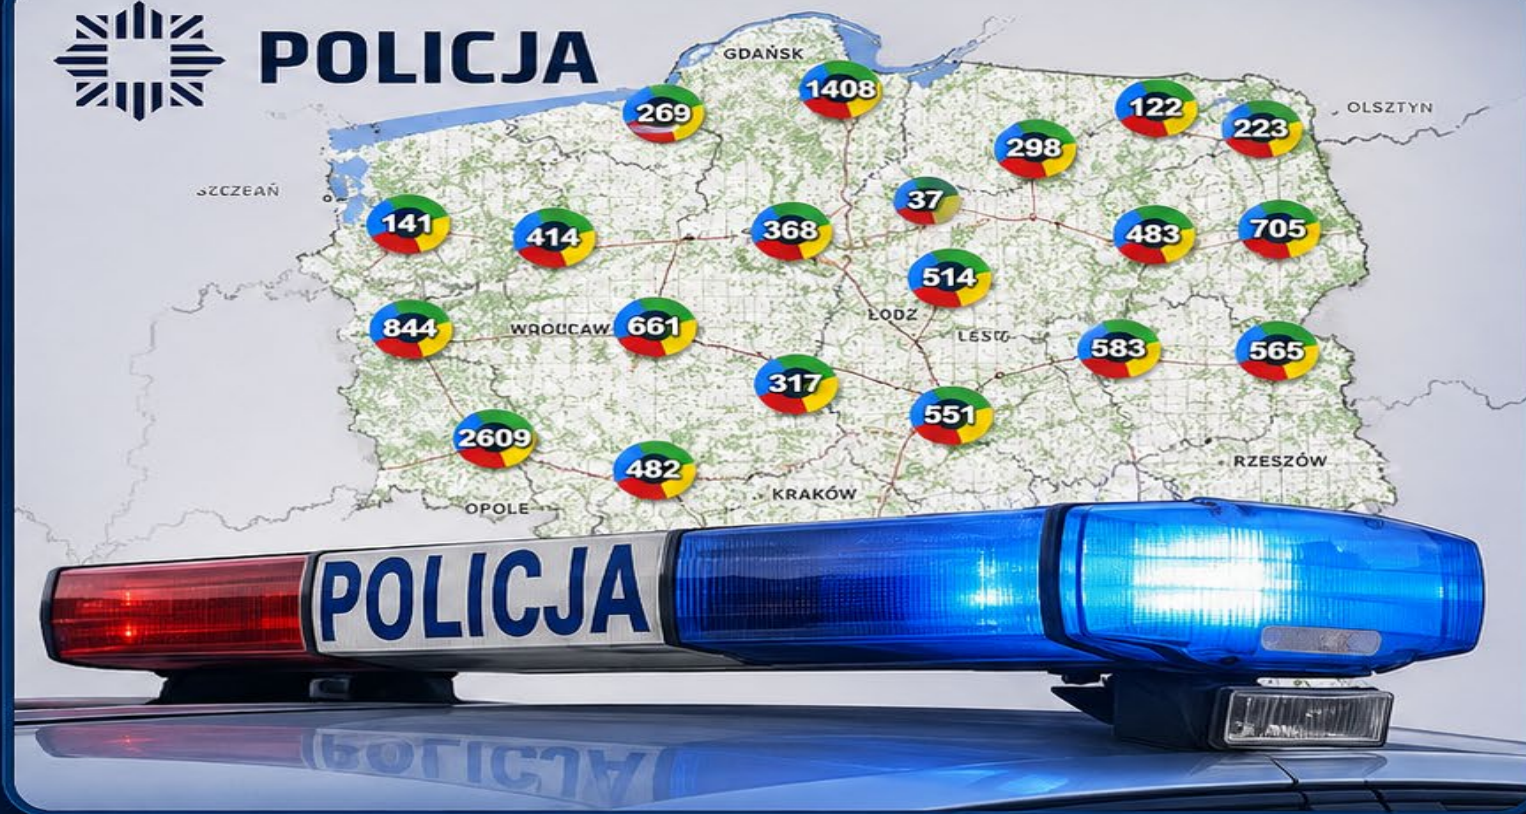 POLICJA
GDAŃSK
1408
269
122
OLSZTYN
223
298
SZCZEAŃ
37
141
414
368
483
705
514
844
WROCŁAW
661
ŁODZ
583
565
317
551
2609
482
RZESZÓW
KRAKÓW
OPOLE
POLICJA
POLICJA